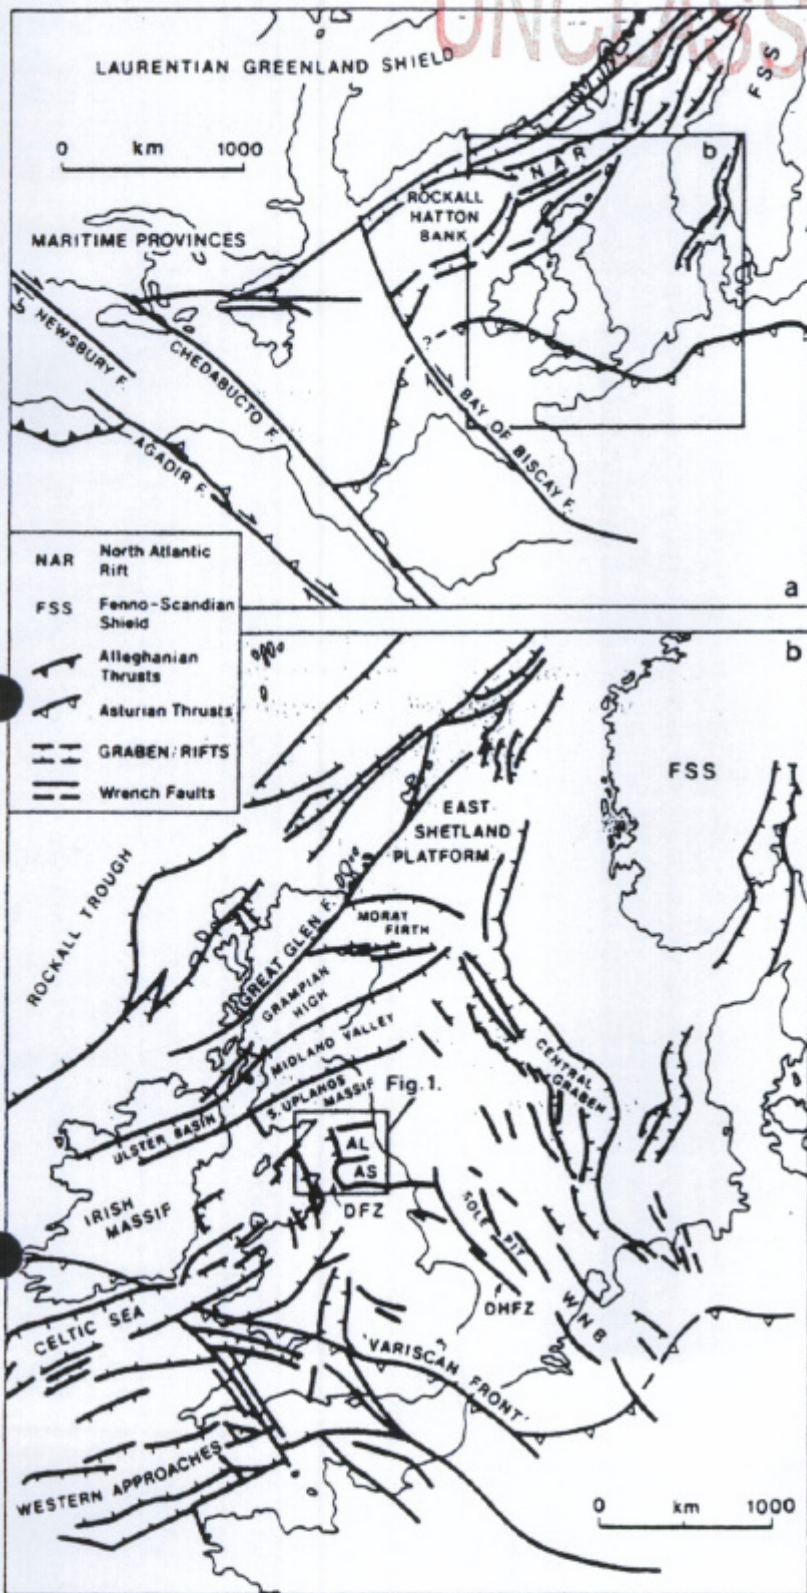 UNCLASS
LAURENTIAN GREENLAND SHIELD
FSS
0 km 1000
b
NAR
ROCKALL
HATTON
BANK
MARITIME PROVINCES
NEWSBURY F.
CHEDABUCTO F.
?
BAY OF BISCAY F.
AGADIR F.
a
NAR North Atlantic
Rift
FSS Fenno-Scandian
Shield
Alleghanian
Thrusts
Asturian Thrusts
GRABEN/RIFTS
Wrench Faults
b
FSS
EAST
SHETLAND
PLATFORM
ROCKALL TROUGH
GREAT GLEN F.
MORAY
FIRTH
GRAMPIAN
HIGH
MIDLAND VALLEY
CENTRAL
GRABEN
S. UPLANDS
MASSIF
Fig.1.
ULSTER BASIN
AL
AS
IRISH
MASSIF
DFZ
SOLE PIT
DHFZ
WNB
CELTIC SEA
'VARISCAN FRONT'
WESTERN APPROACHES
0 km 1000